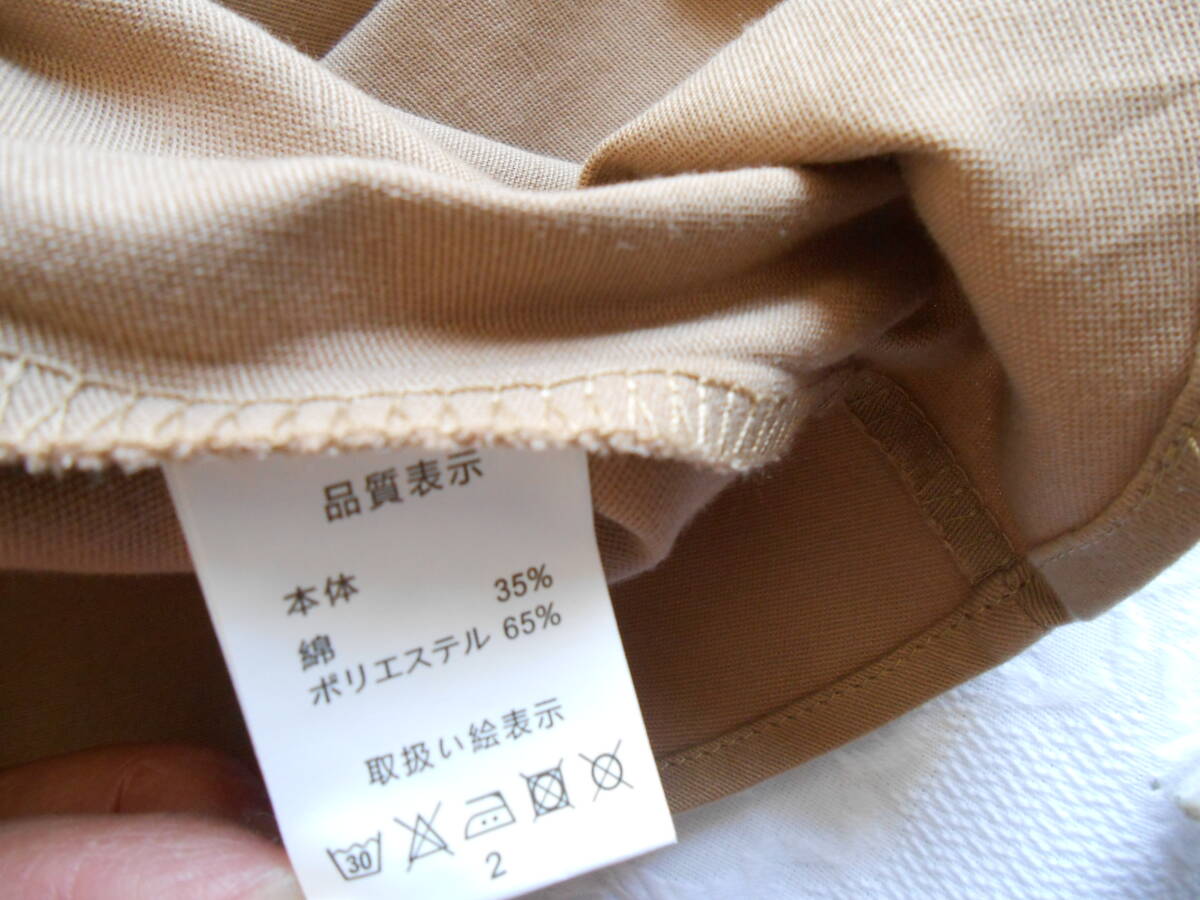 品質表示
本体
綿 35%
ポリエステル 65%
取扱い絵表示
30
2